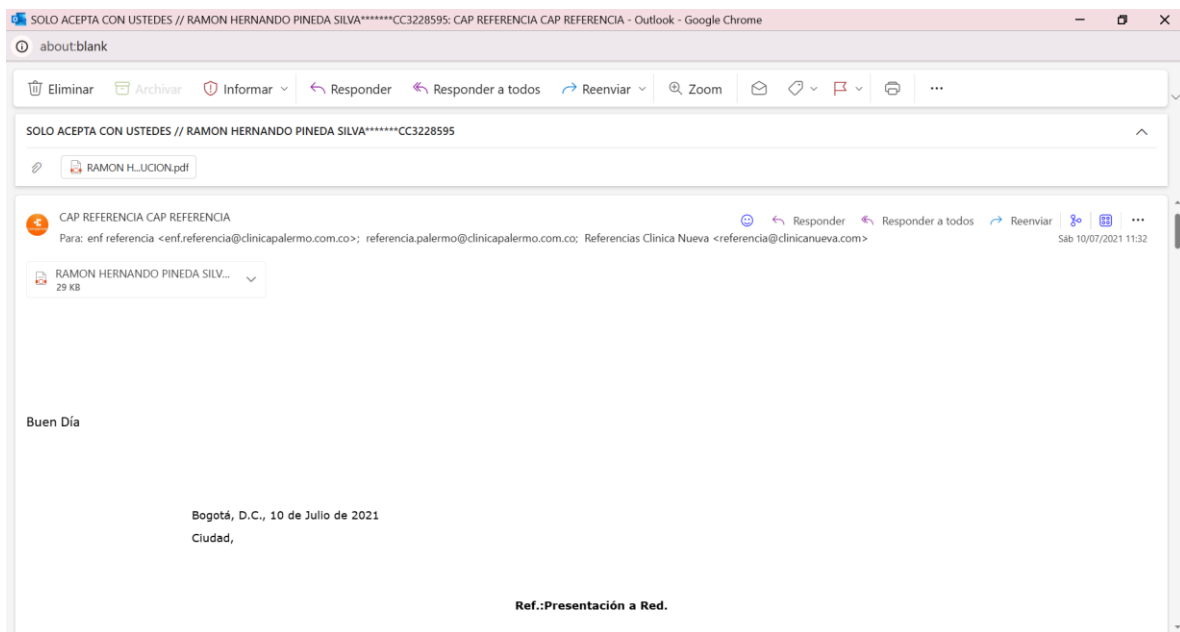 SOLO ACEPTA CON USTEDES // RAMON HERNANDO PINEDA SILVA*******CC3228595: CAP REFERENCIA CAP REFERENCIA - Outlook - Google Chrome
about:blank
Eliminar Archivar Informar Responder Responder a todos Reenviar Zoom ...
SOLO ACEPTA CON USTEDES // RAMON HERNANDO PINEDA SILVA*******CC3228595
RAMON H...UCION.pdf
CAP REFERENCIA CAP REFERENCIA
Responder Responder a todos Reenviar ...
Para: enf referencia <enf.referencia@clinicapalermo.com.co>; referencia.palermo@clinicapalermo.com.co; Referencias Clinica Nueva <referencia@clinicanueva.com>
Sáb 10/07/2021 11:32
RAMON HERNANDO PINEDA SILV...
29 KB
Buen Día
Bogotá, D.C., 10 de Julio de 2021
Ciudad,
Ref.:Presentación a Red.